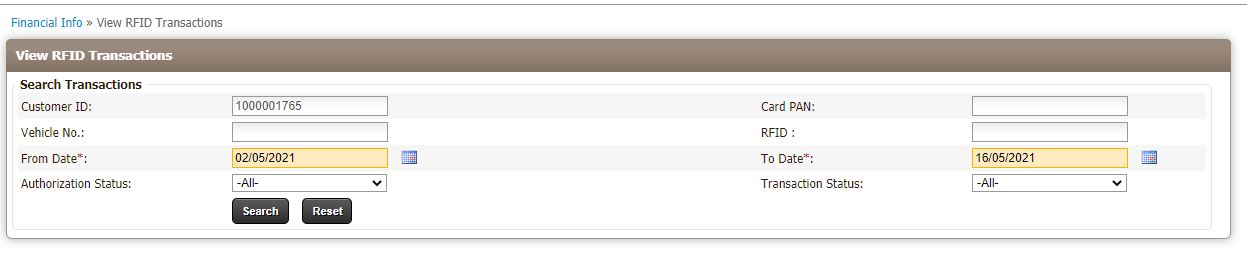 Financial Info » View RFID Transactions
View RFID Transactions
Search Transactions
Customer ID: 1000001765 Card PAN:
Vehicle No.: RFID :
From Date*: 02/05/2021 To Date*: 16/05/2021
Authorization Status: -All- Transaction Status: -All-
Search Reset